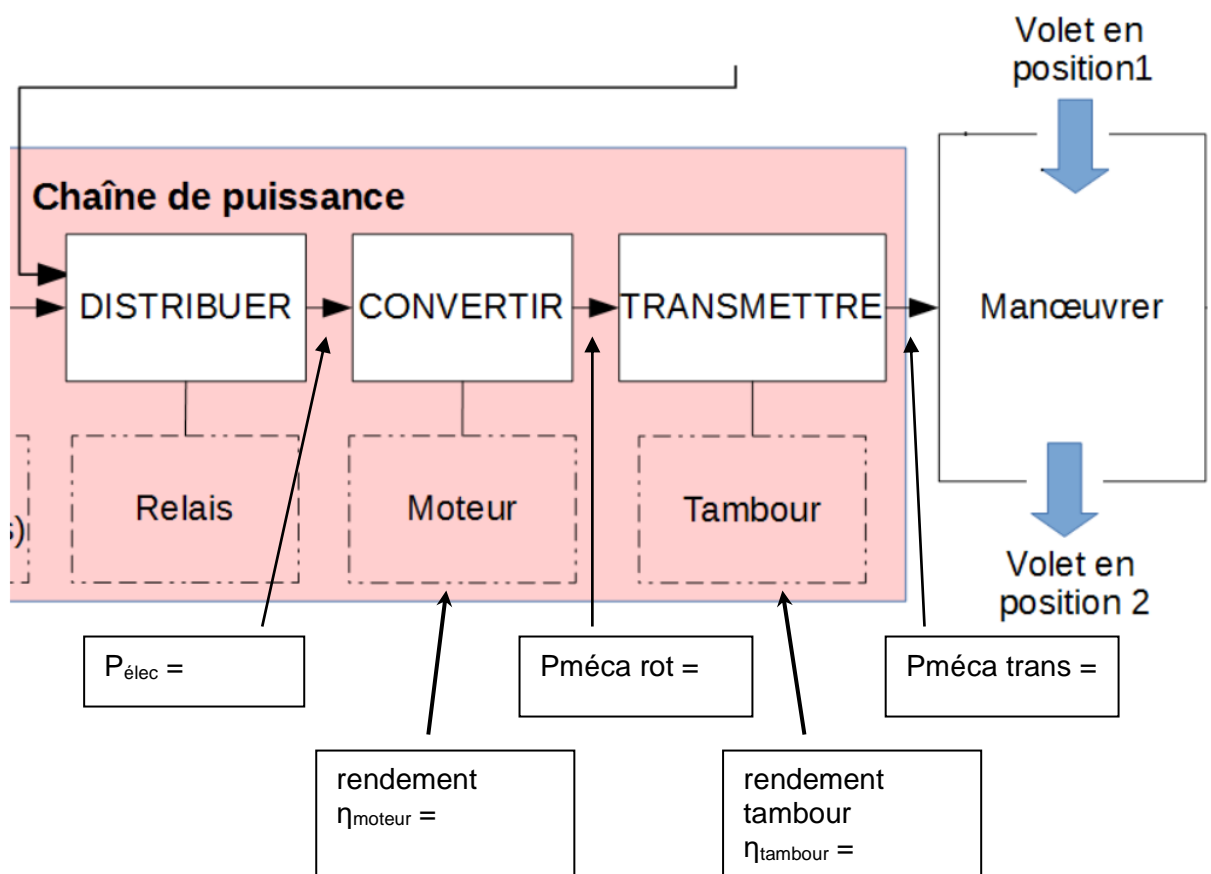 Volet en
position1
Chaîne de puissance
DISTRIBUER
CONVERTIR
TRANSMETTRE
Manœuvrer
s)
Relais
Moteur
Tambour
Volet en
position 2
Pélec =
Pméca rot =
Pméca trans =
rendement
ηmoteur =
rendement
tambour
ηtambour =